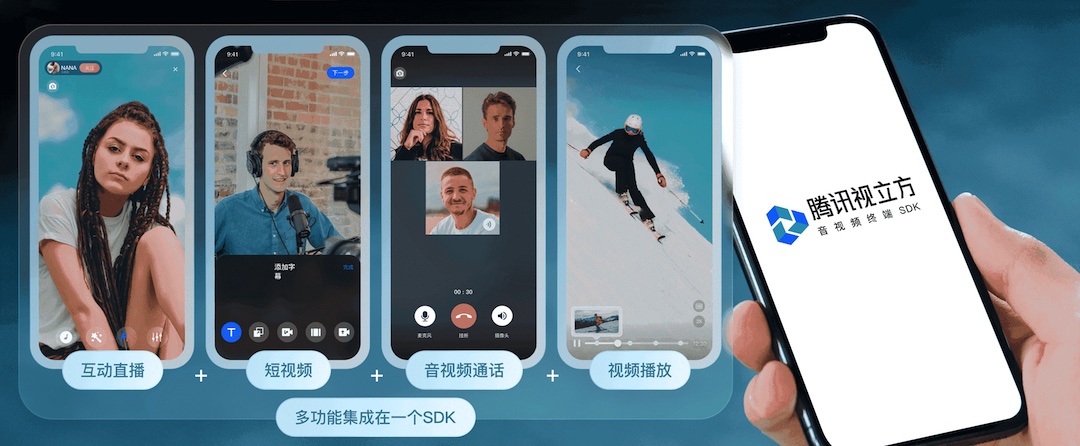 9:41
NANA
关注
9:41
下一步
添加字
幕
完成
T
9:41
00:30
麦克风
挂断
摄像头
9:41
12:30
互动直播
+
短视频
+
音视频通话
+
视频播放
多功能集成在一个SDK
腾讯视立方
音视频终端 SDK